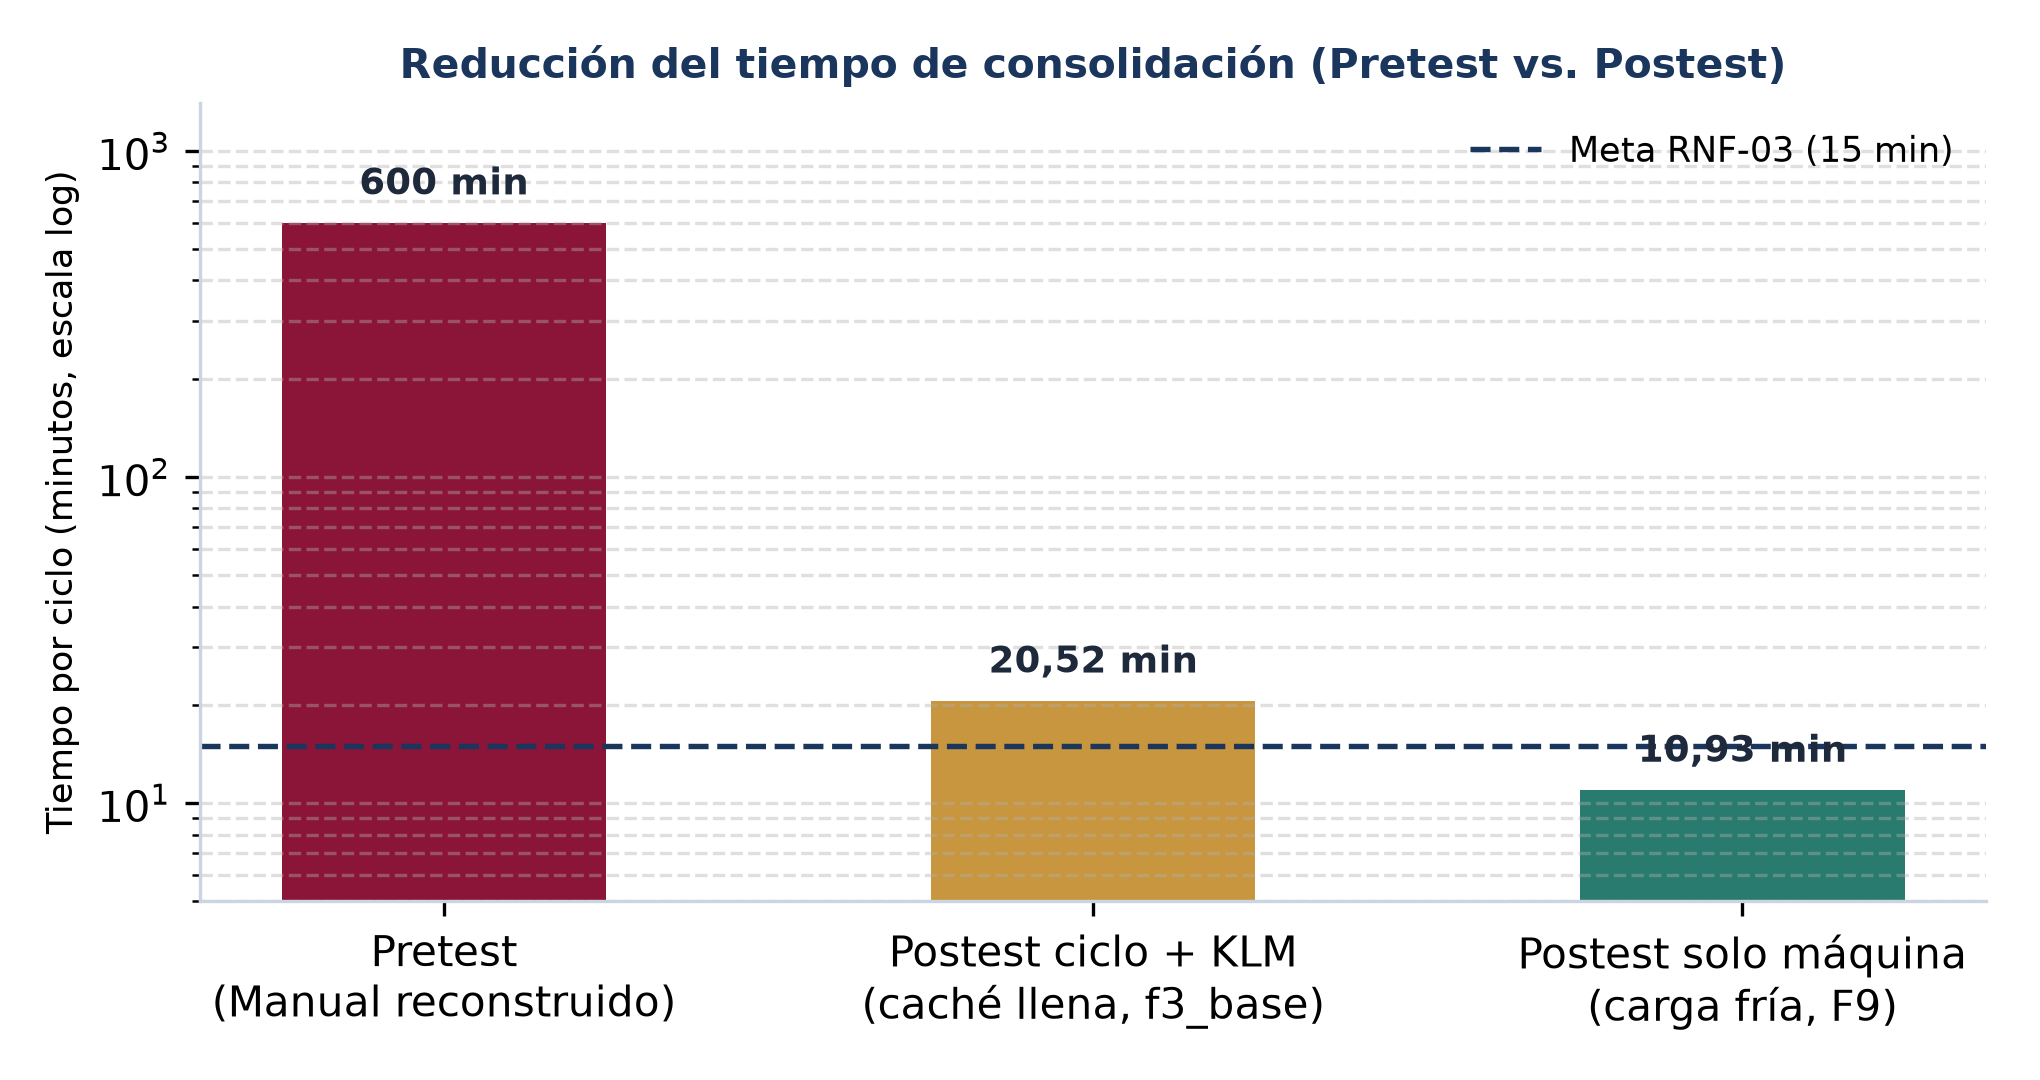 Reducción del tiempo de consolidación (Pretest vs. Postest)
Tiempo por ciclo (minutos, escala log)
10³
10²
10¹
Meta RNF-03 (15 min)
600 min
20,52 min
10,93 min
Pretest
(Manual reconstruido)
Postest ciclo + KLM
(caché llena, f3_base)
Postest solo máquina
(carga fría, F9)